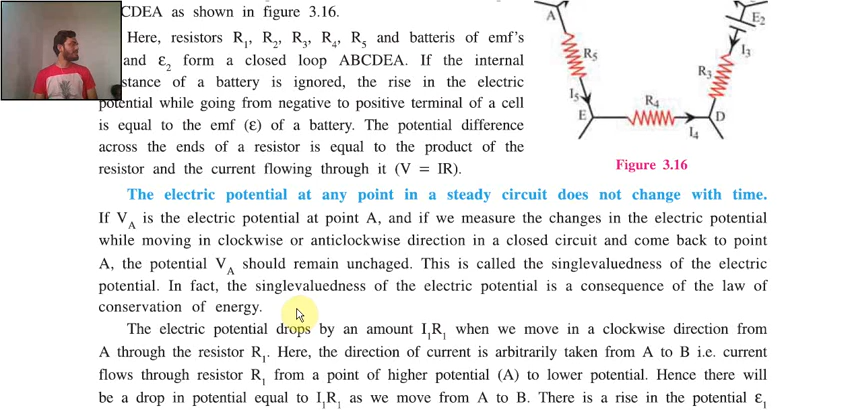 CDEA as shown in figure 3.16.
Here, resistors R₁, R₂, R₃, R₄, R₅ and batteris of emf's
and ε₂ form a closed loop ABCDEA. If the internal
stance of a battery is ignored, the rise in the electric
potential while going from negative to positive terminal of a cell
is equal to the emf (ε) of a battery. The potential difference
across the ends of a resistor is equal to the product of the
resistor and the current flowing through it (V = IR).
A
E₂
R₅
I₃
R₃
I₅
R₄
E
D
I₄
Figure 3.16
The electric potential at any point in a steady circuit does not change with time.
If V_A is the electric potential at point A, and if we measure the changes in the electric potential
while moving in clockwise or anticlockwise direction in a closed circuit and come back to point
A, the potential V_A should remain unchaged. This is called the singlevaluedness of the electric
potential. In fact, the singlevaluedness of the electric potential is a consequence of the law of
conservation of energy.
The electric potential drops by an amount I₁R₁ when we move in a clockwise direction from
A through the resistor R₁. Here, the direction of current is arbitrarily taken from A to B i.e. current
flows through resistor R₁ from a point of higher potential (A) to lower potential. Hence there will
be a drop in potential equal to I₁R₁ as we move from A to B. There is a rise in the potential ε₁